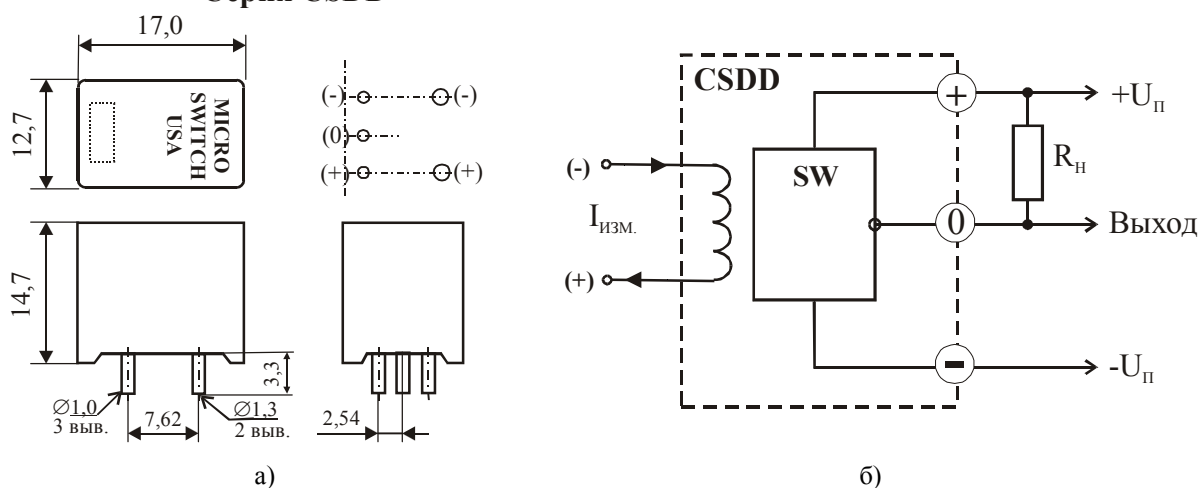 Серии CSDD
17,0
12,7
MICRO
SWITCH
USA
(-) (-)
(0)
(+) (+)
14,7
3,3
∅1,0
3 выв.
7,62
∅1,3
2 выв.
2,54
а)
CSDD
SW
(-)
Iизм.
(+)
+
0
-
Rн
+Uп
Выход
-Uп
б)